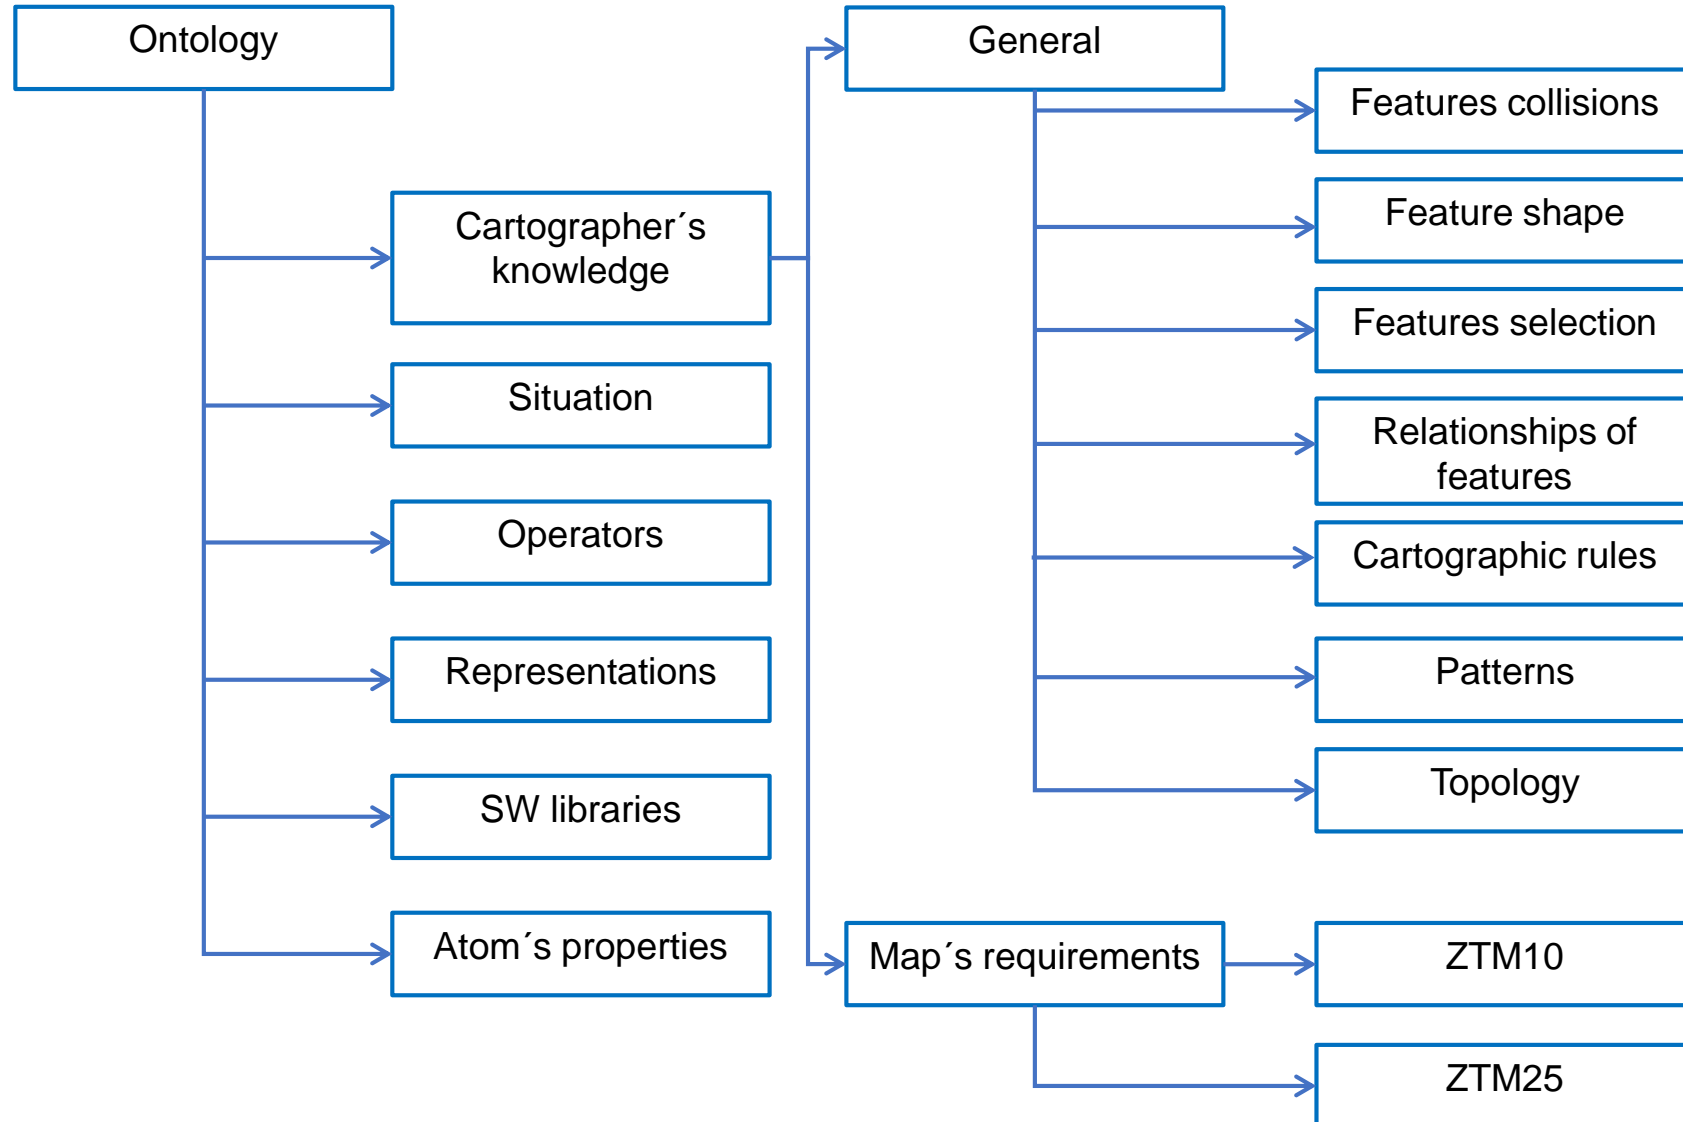 Ontology
General
Features collisions
Feature shape
Cartographer´s
knowledge
Features selection
Situation
Relationships of
features
Operators
Cartographic rules
Representations
Patterns
SW libraries
Topology
Atom´s properties
Map´s requirements
ZTM10
ZTM25